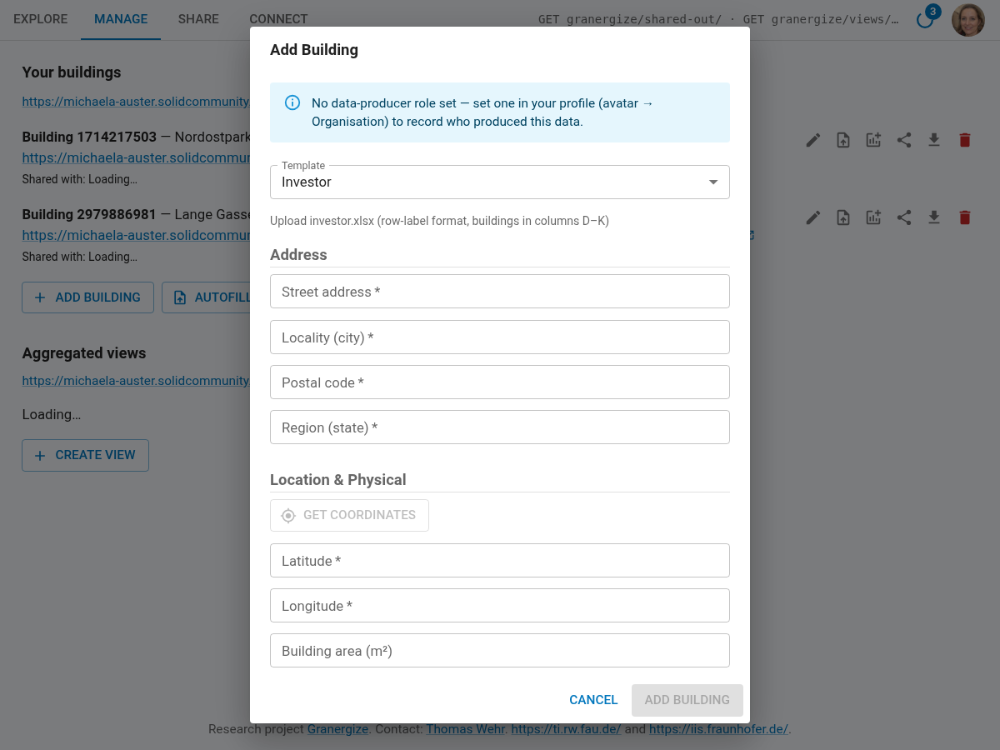 EXPLORE MANAGE SHARE CONNECT GET granergize/shared-out/ · GET granergize/views/… 3
Your buildings
https://michaela-auster.solidcommunity.
Building 1714217503 — Nordostpark
https://michaela-auster.solidcommun
Shared with: Loading…
Building 2979886981 — Lange Gasse
https://michaela-auster.solidcommun
Shared with: Loading…
ADD BUILDING AUTOFILL
Aggregated views
https://michaela-auster.solidcommunity.
Loading…
CREATE VIEW
Add Building
No data-producer role set — set one in your profile (avatar →
Organisation) to record who produced this data.
Template
Investor
Upload investor.xlsx (row-label format, buildings in columns D–K)
Address
Street address *
Locality (city) *
Postal code *
Region (state) *
Location & Physical
GET COORDINATES
Latitude *
Longitude *
Building area (m²)
CANCEL ADD BUILDING
Research project Granergize. Contact: Thomas Wehr. https://ti.rw.fau.de/ and https://iis.fraunhofer.de/.